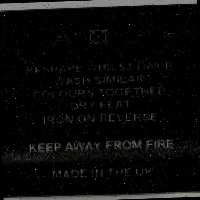 RESHAPE WHILST DAMP
WASH SIMILAR
COLOURS TOGETHER
DRY FLAT
IRON ON REVERSE
KEEP AWAY FROM FIRE
MADE IN THE UK